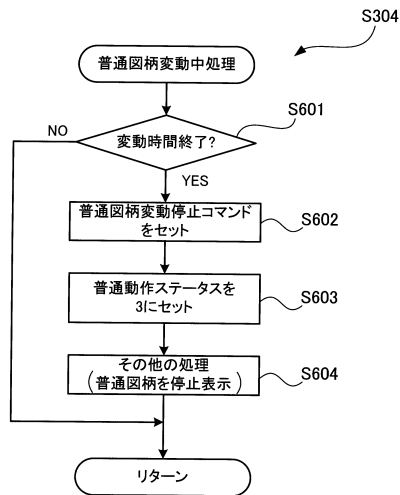 S304
普通図柄変動中処理
S601
NO
変動時間終了?
YES
普通図柄変動停止コマンド
をセット
S602
普通動作ステータスを
3にセット
S603
その他の処理
(普通図柄を停止表示)
S604
リターン